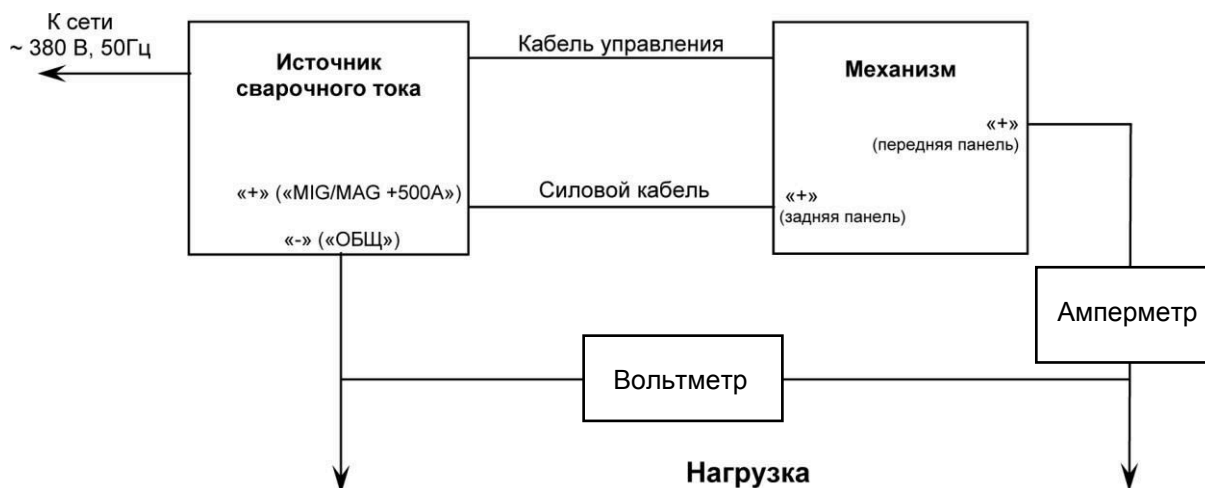 К сети
~ 380 В, 50Гц
Источник
сварочного тока
Кабель управления
Механизм
«+»
(передняя панель)
«+» («MIG/MAG +500А»)
Силовой кабель
«+»
(задняя панель)
«-» («ОБЩ»)
Амперметр
Вольтметр
Нагрузка